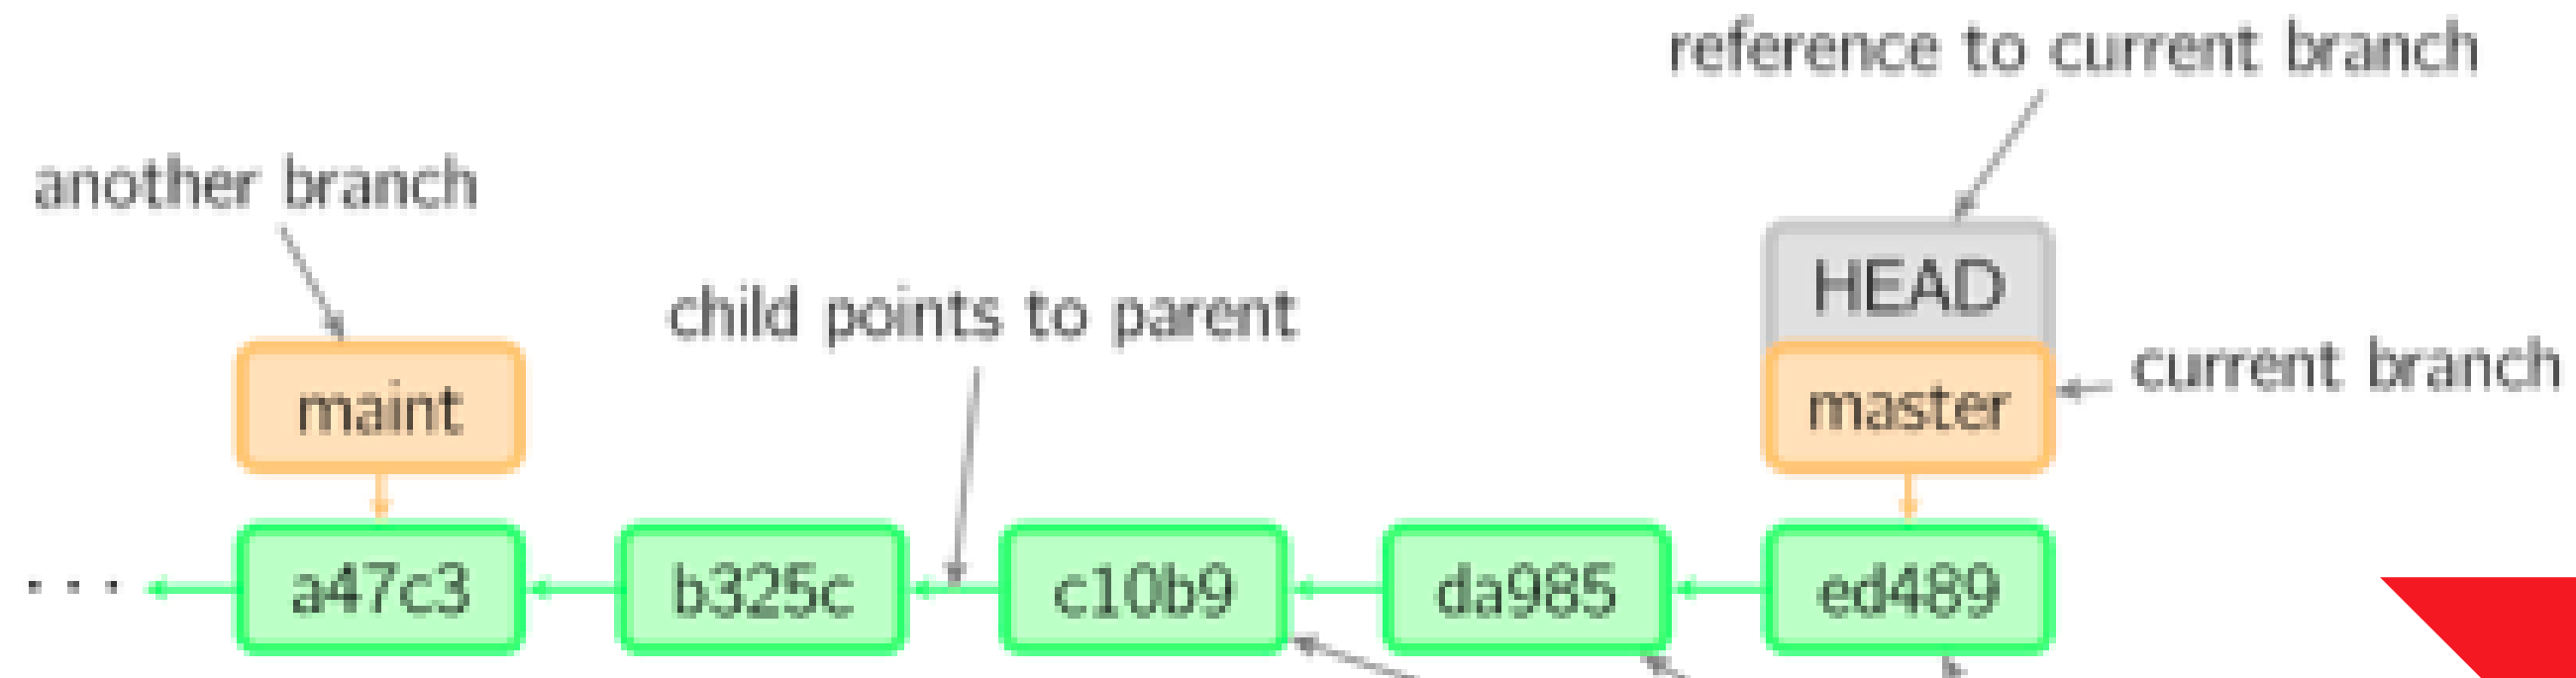 reference to current branch
another branch
child points to parent
HEAD
current branch
maint
master
... a47c3 b325c c10b9 da985 ed489